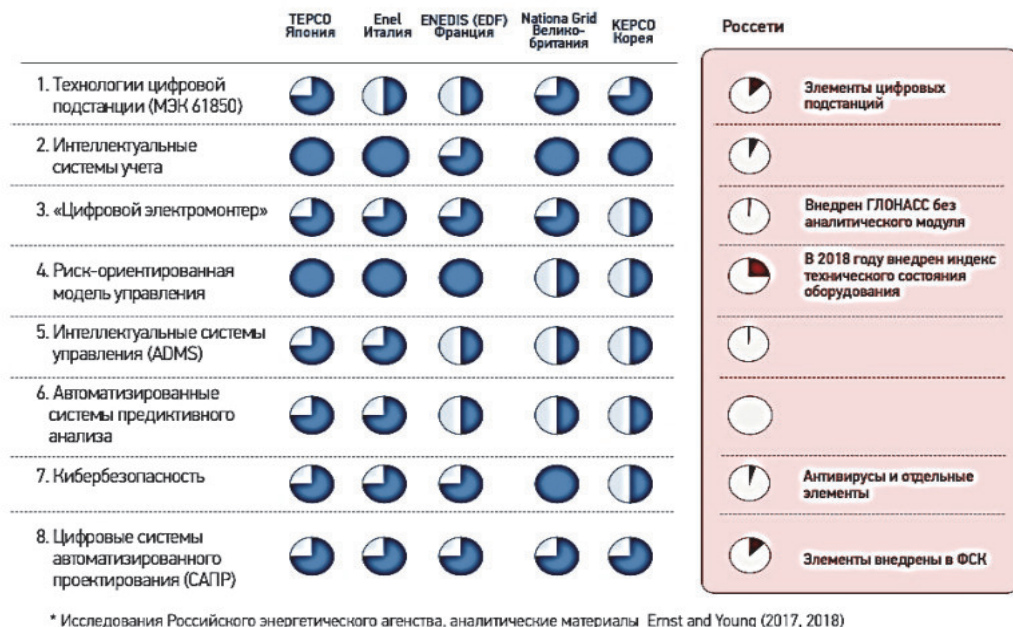 TEPCO
Япония
Enel
Италия
ENEDIS (EDF)
Франция
Nationa Grid
Велико-
британия
KEPCO
Корея
Россети
1. Технологии цифровой
подстанции (МЭК 61850)
Элементы цифровых
подстанций
2. Интеллектуальные
системы учета
3. «Цифровой электромонтер»
Внедрен ГЛОНАСС без
аналитического модуля
4. Риск-ориентированная
модель управления
В 2018 году внедрен индекс
технического состояния
оборудования
5. Интеллектуальные системы
управления (ADMS)
6. Автоматизированные
системы предиктивного
анализа
7. Кибербезопасность
Антивирусы и отдельные
элементы
8. Цифровые системы
автоматизированного
проектирования (САПР)
Элементы внедрены в ФСК
* Исследования Российского энергетического агенства, аналитические материалы Ernst and Young (2017, 2018)